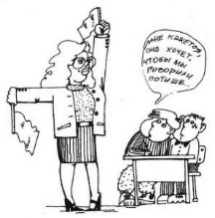 МНЕ КАЖЕТСЯ,
ОНА ХОЧЕТ,
ЧТОБЫ МЫ
ГОВОРИЛИ
ПОТИШЕ.